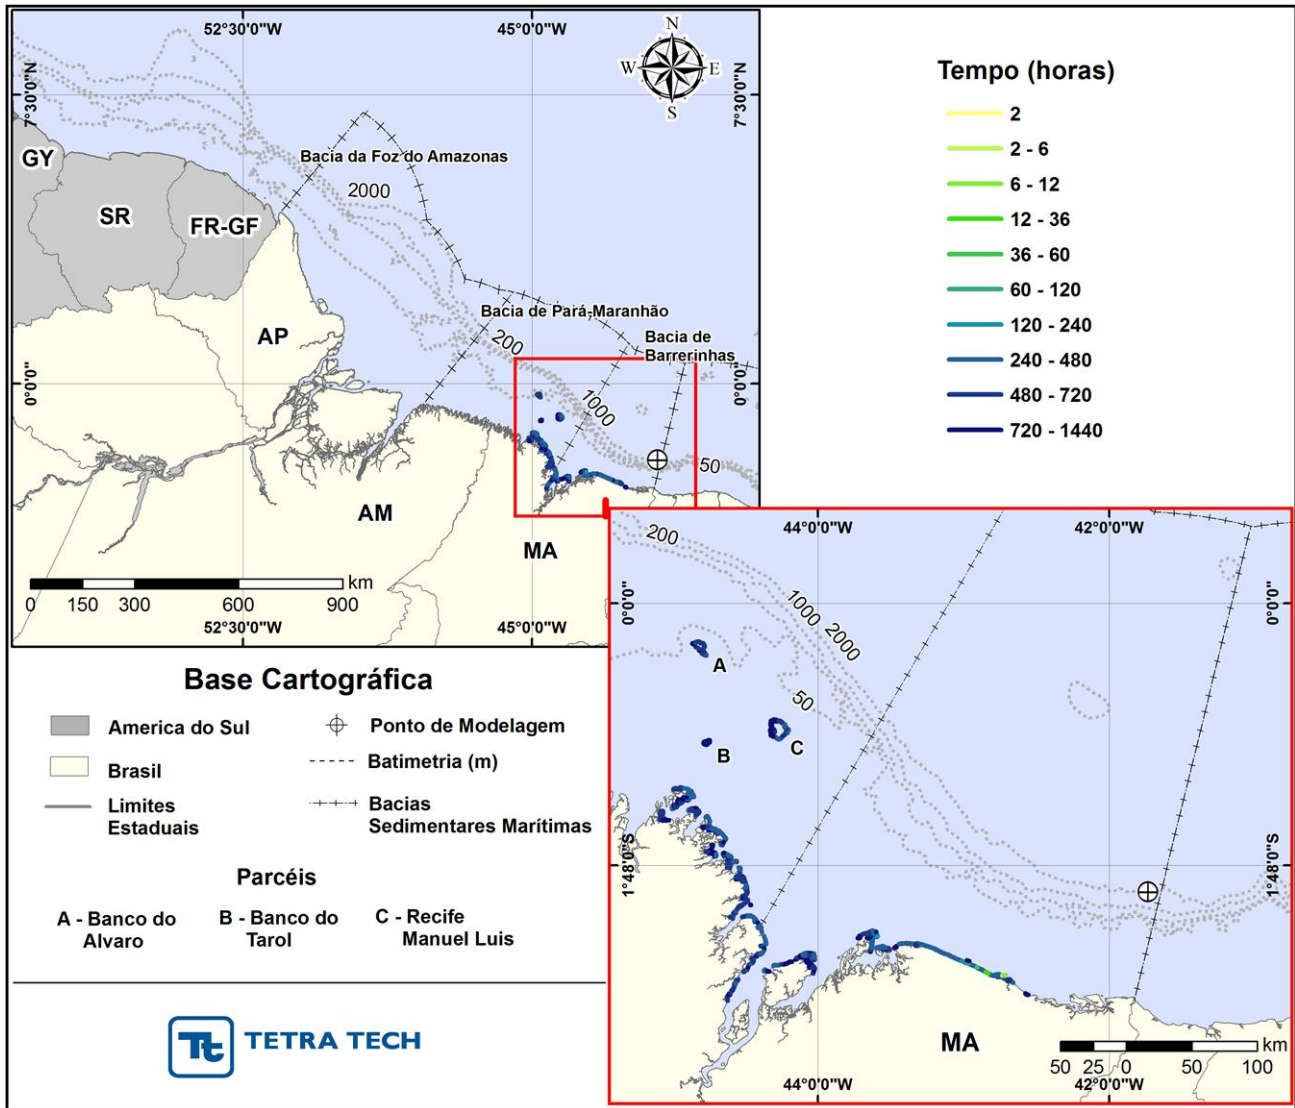 52°30'0"W
45°0'0"W
N
W
E
S
7°30'0"N
7°30'0"N
GY
SR
FR-GF
Bacia da Foz do Amazonas
2000
AP
Bacia de Pará-Maranhão
Bacia de
Barrerinhas
200
1000
50
0°0'0"
0°0'0"
AM
MA
km
0
150
300
600
900
52°30'0"W
45°0'0"W
Tempo (horas)
2
2 - 6
6 - 12
12 - 36
36 - 60
60 - 120
120 - 240
240 - 480
480 - 720
720 - 1440
44°0'0"W
42°0'0"W
200
1000
2000
50
0°0'0"
0°0'0"
A
B
C
1°48'0"S
1°48'0"S
MA
km
50
25
0
50
100
44°0'0"W
42°0'0"W
Base Cartográfica
America do Sul
Brasil
Limites
Estaduais
Ponto de Modelagem
Batimetria (m)
Bacias
Sedimentares Marítimas
Parcéis
A - Banco do
Alvaro
B - Banco do
Tarol
C - Recife
Manuel Luis
Tt
TETRA TECH